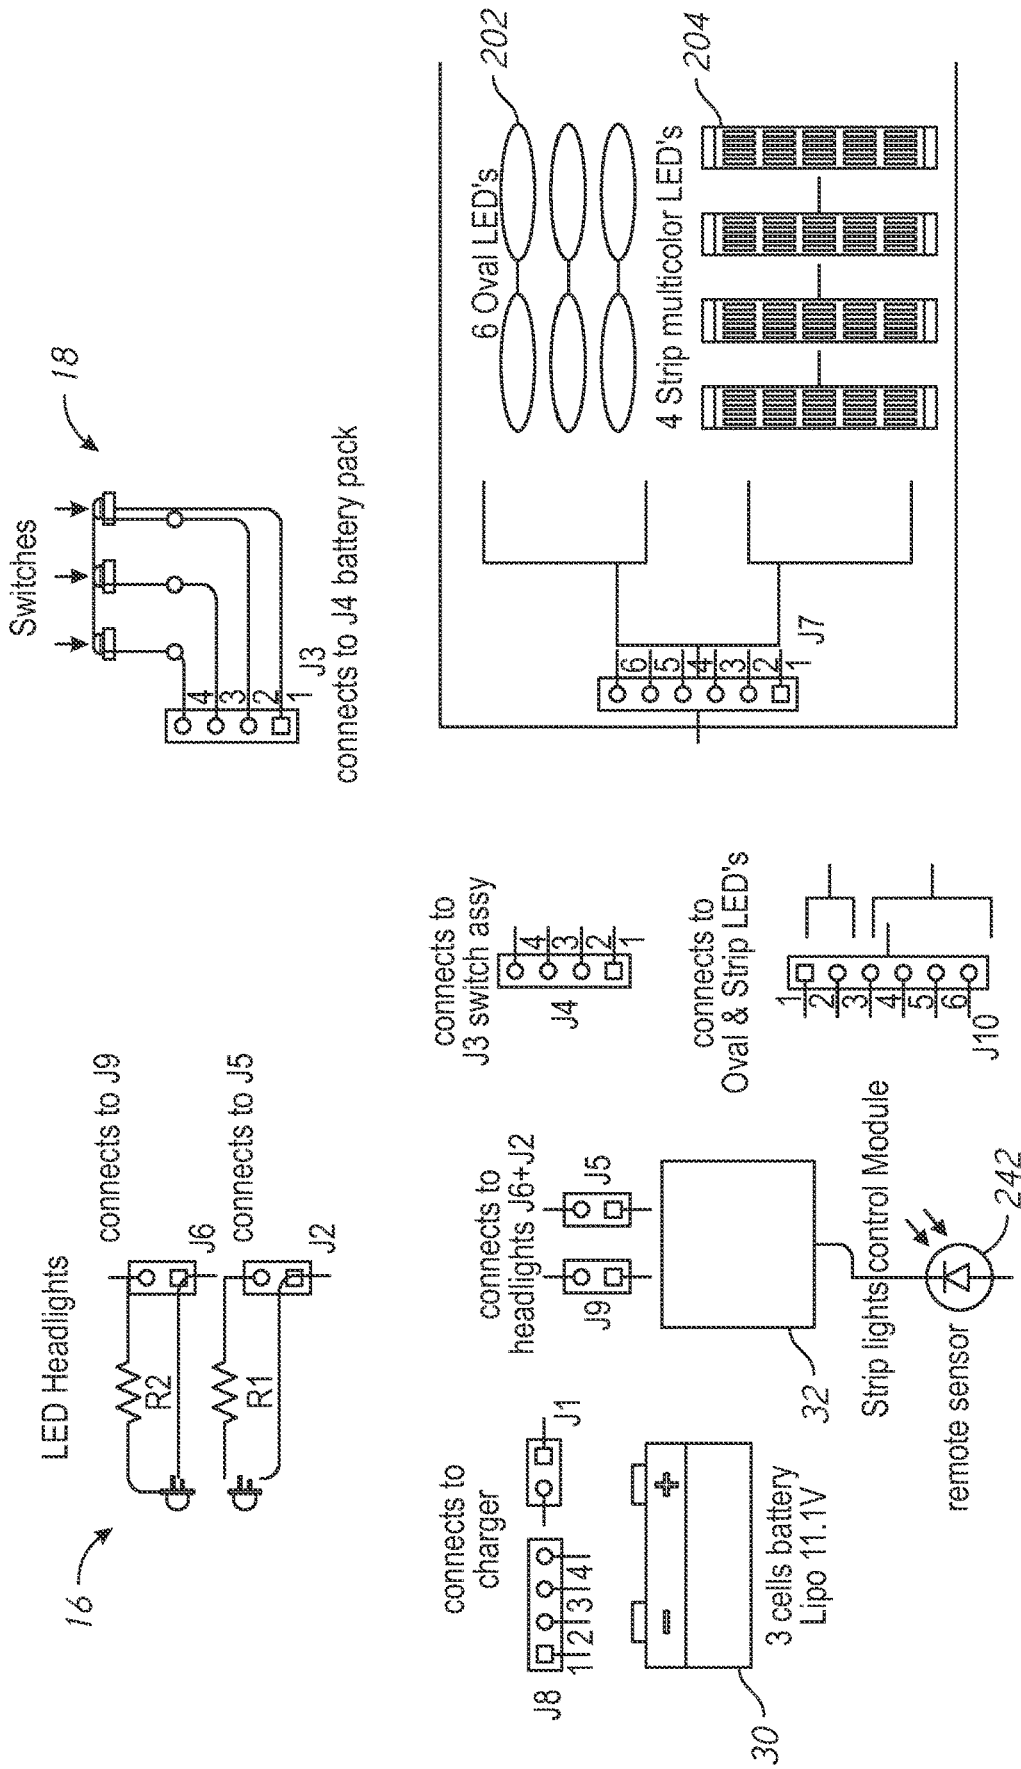 16
LED Headlights
R2
J6
connects to J9
R1
J2
connects to J5
Switches
18
4
3
2
1
J3
connects to J4 battery pack
connects to
charger
J8
1
2
3
4
J1
30
3 cells battery
Lipo 11.1V
connects to
headlights J6+J2
J9
J5
32
Strip lights control Module
remote sensor
242
connects to
J3 switch assy
J4
4
3
2
1
connects to
Oval & Strip LED's
1
2
3
4
5
6
J10
6
5
4
3
2
1
J7
6 Oval LED's
202
4 Strip multicolor LED's
204